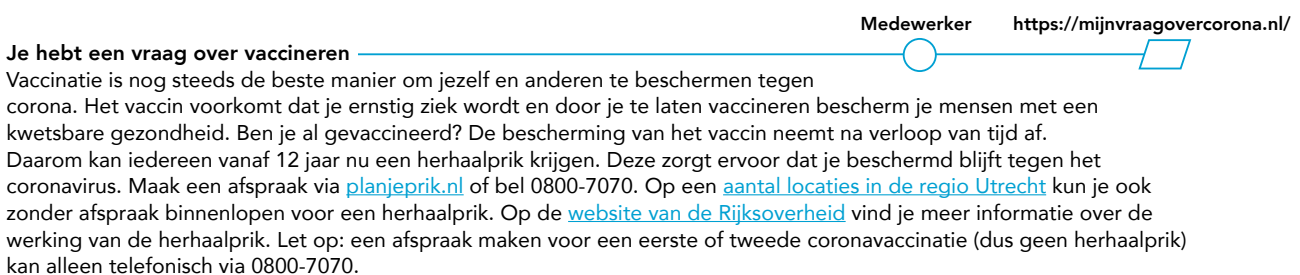 Medewerker https://mijnvraagovercorona.nl/
Je hebt een vraag over vaccineren
Vaccinatie is nog steeds de beste manier om jezelf en anderen te beschermen tegen
corona. Het vaccin voorkomt dat je ernstig ziek wordt en door je te laten vaccineren bescherm je mensen met een
kwetsbare gezondheid. Ben je al gevaccineerd? De bescherming van het vaccin neemt na verloop van tijd af.
Daarom kan iedereen vanaf 12 jaar nu een herhaalprik krijgen. Deze zorgt ervoor dat je beschermd blijft tegen het
coronavirus. Maak een afspraak via planjeprik.nl of bel 0800-7070. Op een aantal locaties in de regio Utrecht kun je ook
zonder afspraak binnenlopen voor een herhaalprik. Op de website van de Rijksoverheid vind je meer informatie over de
werking van de herhaalprik. Let op: een afspraak maken voor een eerste of tweede coronavaccinatie (dus geen herhaalprik)
kan alleen telefonisch via 0800-7070.